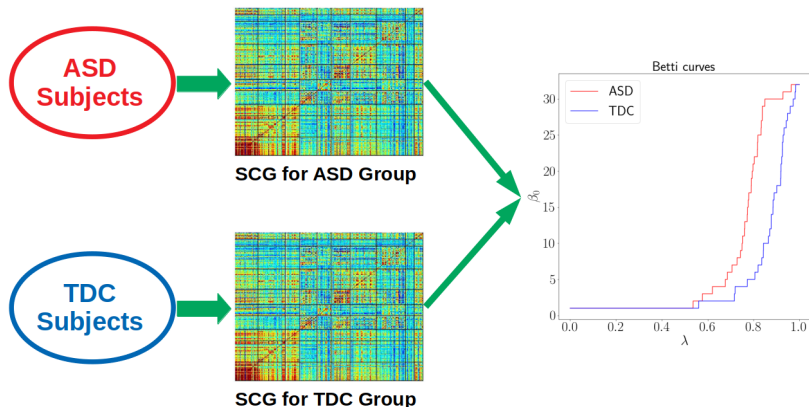 ASD
Subjects
SCG for ASD Group
TDC
Subjects
SCG for TDC Group
Betti curves
ASD
TDC
β₀
30
25
20
15
10
5
0
0.0 0.2 0.4 0.6 0.8 1.0
λ